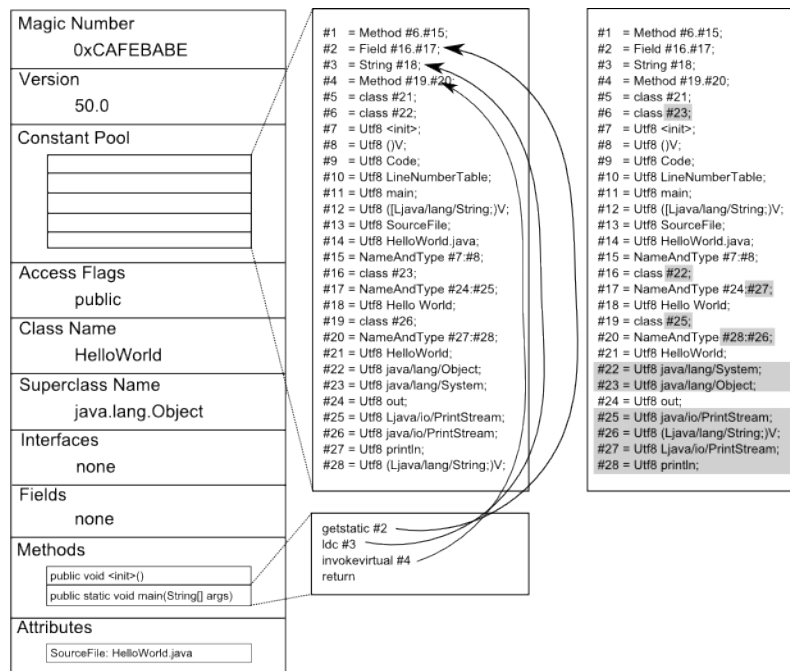 Magic Number
0xCAFEBABE
Version
50.0
Constant Pool
Access Flags
public
Class Name
HelloWorld
Superclass Name
java.lang.Object
Interfaces
none
Fields
none
Methods
public void <init>()
public static void main(String[] args)
Attributes
SourceFile: HelloWorld.java
#1 = Method #6.#15;
#2 = Field #16.#17;
#3 = String #18;
#4 = Method #19.#20;
#5 = class #21;
#6 = class #22;
#7 = Utf8 <init>;
#8 = Utf8 ()V;
#9 = Utf8 Code;
#10 = Utf8 LineNumberTable;
#11 = Utf8 main;
#12 = Utf8 ([Ljava/lang/String;)V;
#13 = Utf8 SourceFile;
#14 = Utf8 HelloWorld.java;
#15 = NameAndType #7:#8;
#16 = class #23;
#17 = NameAndType #24:#25;
#18 = Utf8 Hello World;
#19 = class #26;
#20 = NameAndType #27:#28;
#21 = Utf8 HelloWorld;
#22 = Utf8 java/lang/Object;
#23 = Utf8 java/lang/System;
#24 = Utf8 out;
#25 = Utf8 Ljava/io/PrintStream;
#26 = Utf8 java/io/PrintStream;
#27 = Utf8 println;
#28 = Utf8 (Ljava/lang/String;)V;
getstatic #2
ldc #3
invokevirtual #4
return
#1 = Method #6.#15;
#2 = Field #16.#17;
#3 = String #18;
#4 = Method #19.#20;
#5 = class #21;
#6 = class #23;
#7 = Utf8 <init>;
#8 = Utf8 ()V;
#9 = Utf8 Code;
#10 = Utf8 LineNumberTable;
#11 = Utf8 main;
#12 = Utf8 ([Ljava/lang/String;)V;
#13 = Utf8 SourceFile;
#14 = Utf8 HelloWorld.java;
#15 = NameAndType #7:#8;
#16 = class #22;
#17 = NameAndType #24:#27;
#18 = Utf8 Hello World;
#19 = class #25;
#20 = NameAndType #28:#26;
#21 = Utf8 HelloWorld;
#22 = Utf8 java/lang/System;
#23 = Utf8 java/lang/Object;
#24 = Utf8 out;
#25 = Utf8 java/io/PrintStream;
#26 = Utf8 (Ljava/lang/String;)V;
#27 = Utf8 Ljava/io/PrintStream;
#28 = Utf8 println;